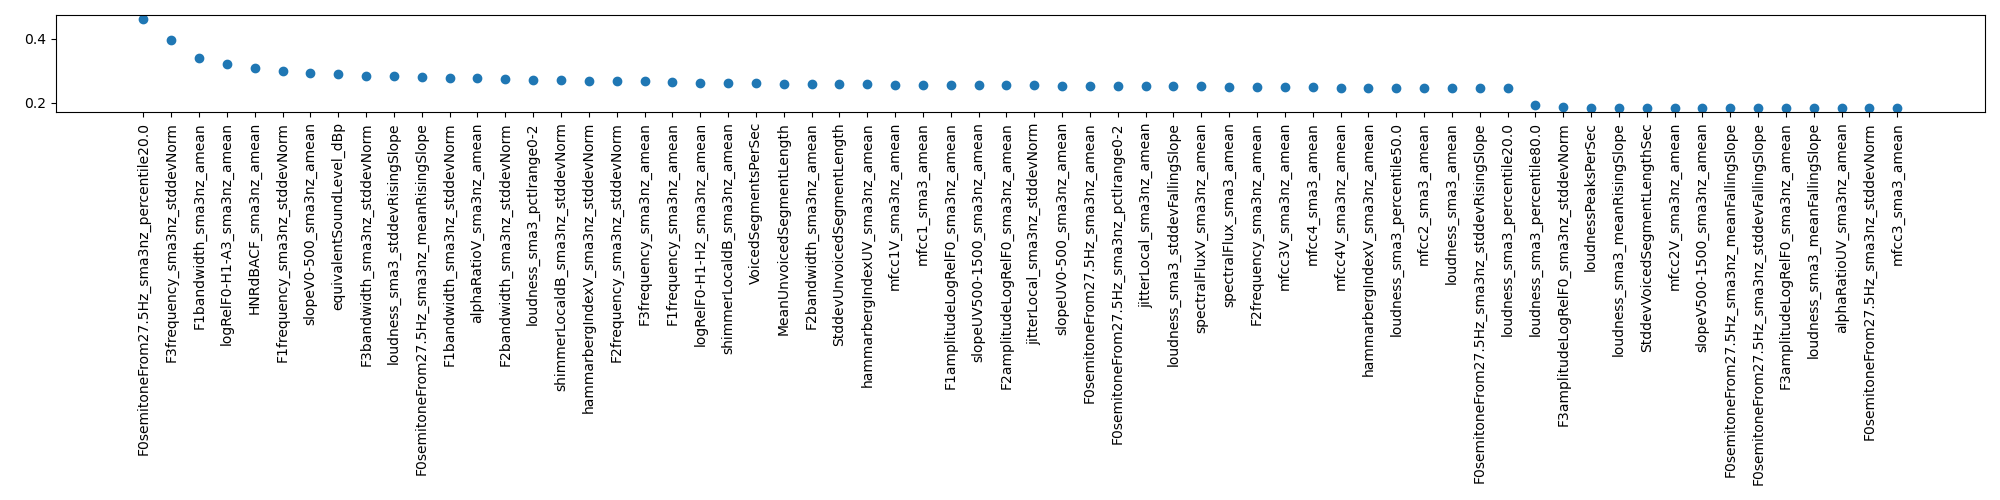 0.4
0.2
F0semitoneFrom27.5Hz_sma3nz_percentile20.0
F3frequency_sma3nz_stddevNorm
F1bandwidth_sma3nz_amean
logRelF0-H1-A3_sma3nz_amean
HNRdBACF_sma3nz_amean
F1frequency_sma3nz_stddevNorm
slopeV0-500_sma3nz_amean
equivalentSoundLevel_dBp
F3bandwidth_sma3nz_stddevNorm
loudness_sma3_stddevRisingSlope
F0semitoneFrom27.5Hz_sma3nz_meanRisingSlope
F1bandwidth_sma3nz_stddevNorm
alphaRatioV_sma3nz_amean
F2bandwidth_sma3nz_stddevNorm
loudness_sma3_pctlrange0-2
shimmerLocaldB_sma3nz_stddevNorm
hammarbergIndexV_sma3nz_stddevNorm
F2frequency_sma3nz_stddevNorm
F3frequency_sma3nz_amean
F1frequency_sma3nz_amean
logRelF0-H1-H2_sma3nz_amean
shimmerLocaldB_sma3nz_amean
VoicedSegmentsPerSec
MeanUnvoicedSegmentLength
F2bandwidth_sma3nz_amean
StddevUnvoicedSegmentLength
hammarbergIndexUV_sma3nz_amean
mfcc1V_sma3nz_amean
mfcc1_sma3_amean
F1amplitudeLogRelF0_sma3nz_amean
slopeUV500-1500_sma3nz_amean
F2amplitudeLogRelF0_sma3nz_amean
jitterLocal_sma3nz_stddevNorm
slopeUV0-500_sma3nz_amean
F0semitoneFrom27.5Hz_sma3nz_amean
F0semitoneFrom27.5Hz_sma3nz_pctlrange0-2
jitterLocal_sma3nz_amean
loudness_sma3_stddevFallingSlope
spectralFluxV_sma3nz_amean
spectralFlux_sma3_amean
F2frequency_sma3nz_amean
mfcc3V_sma3nz_amean
mfcc4_sma3_amean
mfcc4V_sma3nz_amean
hammarbergIndexV_sma3nz_amean
loudness_sma3_percentile50.0
mfcc2_sma3_amean
loudness_sma3_amean
F0semitoneFrom27.5Hz_sma3nz_stddevRisingSlope
loudness_sma3_percentile20.0
loudness_sma3_percentile80.0
F3amplitudeLogRelF0_sma3nz_stddevNorm
loudnessPeaksPerSec
loudness_sma3_meanRisingSlope
StddevVoicedSegmentLengthSec
mfcc2V_sma3nz_amean
slopeV500-1500_sma3nz_amean
F0semitoneFrom27.5Hz_sma3nz_meanFallingSlope
F0semitoneFrom27.5Hz_sma3nz_stddevFallingSlope
F3amplitudeLogRelF0_sma3nz_amean
loudness_sma3_meanFallingSlope
alphaRatioUV_sma3nz_amean
F0semitoneFrom27.5Hz_sma3nz_stddevNorm
mfcc3_sma3_amean